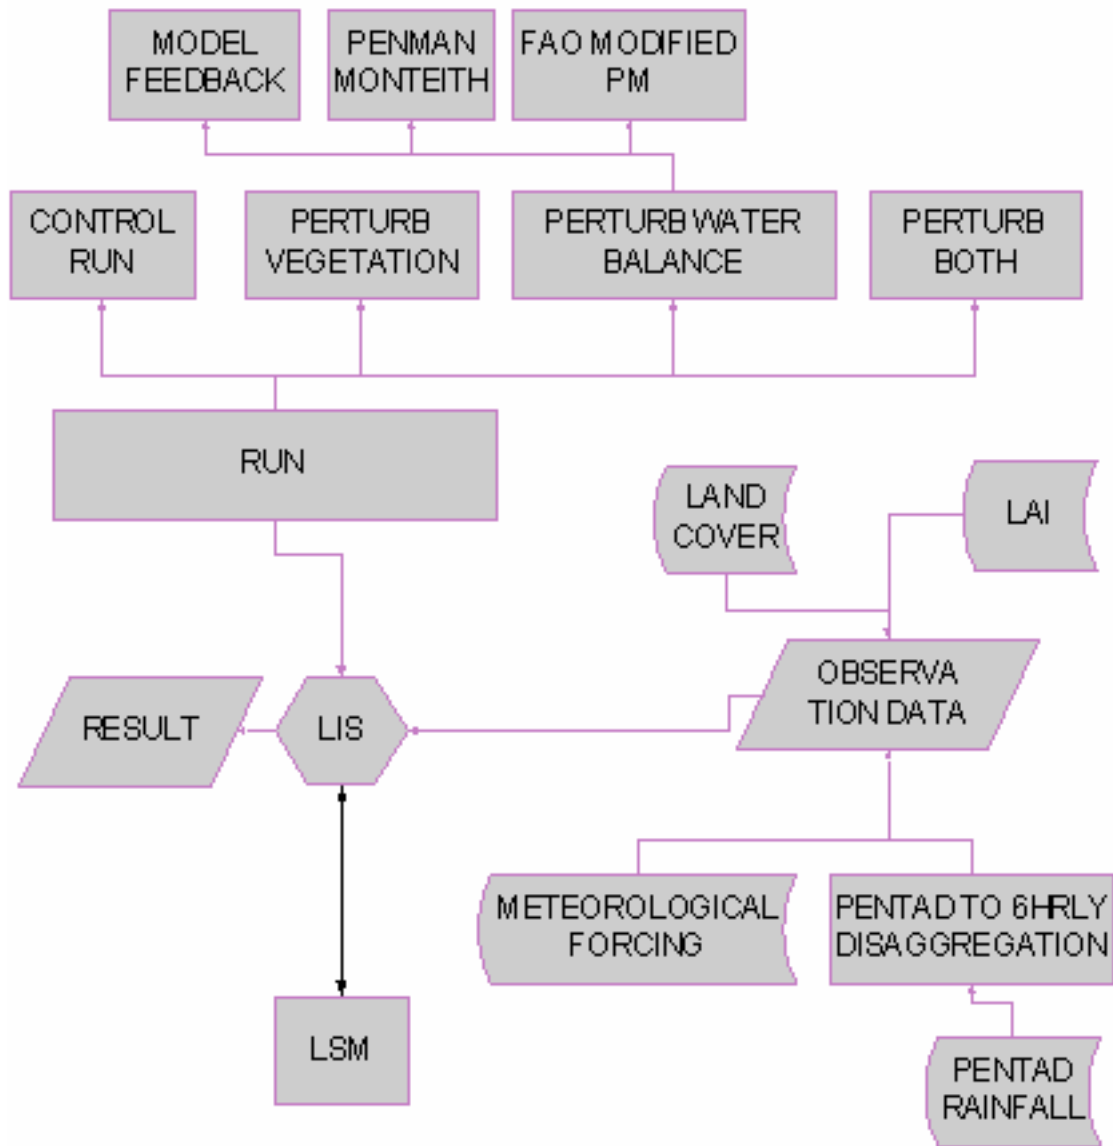 MODEL
FEEDBACK
PENMAN
MONTEITH
FAO MODIFIED
PM
CONTROL
RUN
PERTURB
VEGETATION
PERTURB WATER
BALANCE
PERTURB
BOTH
RUN
LAND
COVER
LAI
OBSERVA
TION DATA
RESULT
LIS
METEOROLOGICAL
FORCING
PENTAD TO 6HRLY
DISAGGREGATION
LSM
PENTAD
RAINFALL